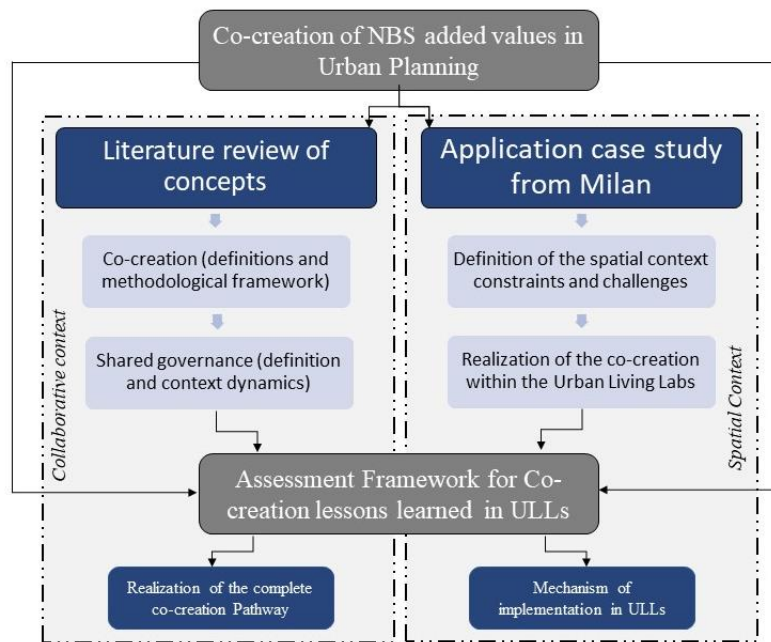 Co-creation of NBS added values in
Urban Planning
Literature review of
concepts
Co-creation (definitions and
methodological framework)
Shared governance (definition
and context dynamics)
Collaborative context
Application case study
from Milan
Definition of the spatial context
constraints and challenges
Realization of the co-creation
within the Urban Living Labs
Spatial Context
Assessment Framework for Co-
creation lessons learned in ULLs
Realization of the complete
co-creation Pathway
Mechanism of
implementation in ULLs